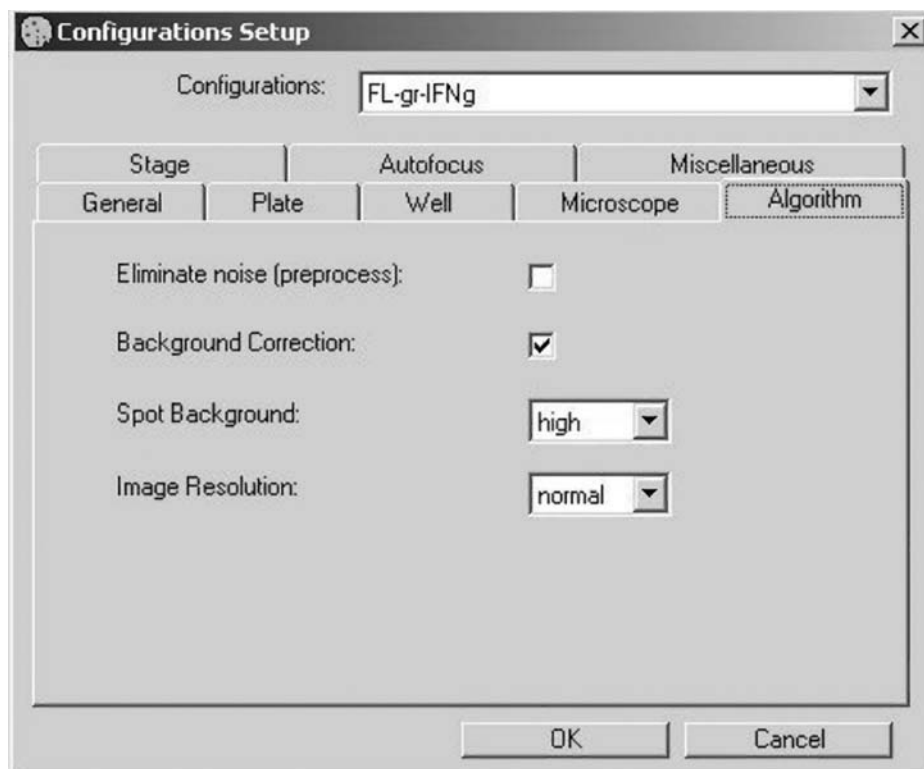 Configurations Setup
Configurations: FL-gr-IFNg
Stage Autofocus Miscellaneous
General Plate Well Microscope Algorithm
Eliminate noise (preprocess):
Background Correction:
Spot Background: high
Image Resolution: normal
OK Cancel